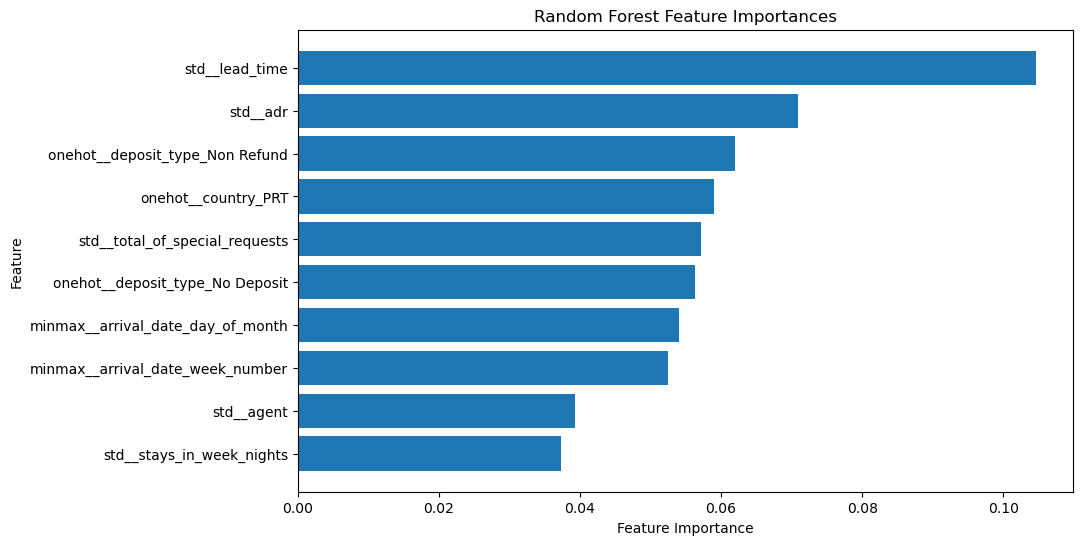 Random Forest Feature Importances
std__lead_time
std__adr
onehot__deposit_type_Non Refund
onehot__country_PRT
std__total_of_special_requests
onehot__deposit_type_No Deposit
minmax__arrival_date_day_of_month
minmax__arrival_date_week_number
std__agent
std__stays_in_week_nights
Feature
0.00 0.02 0.04 0.06 0.08 0.10
Feature Importance